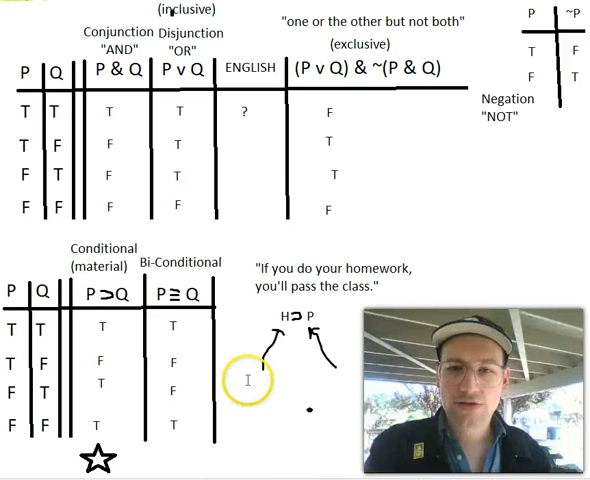 (inclusive)
"one or the other but not both"
(exclusive)
Conjunction Disjunction
"AND" "OR"
P Q P & Q P v Q ENGLISH (P v Q) & ~(P & Q)
T T T T ? F
T F F T T
F T F T T
F F F F F
P ~P
T F
F T
Negation
"NOT"
Conditional
(material) Bi-Conditional
P Q P⊃Q P≡Q
T T T T
T F F F
F T T F
F F T T
"If you do your homework,
you'll pass the class."
H⊃P